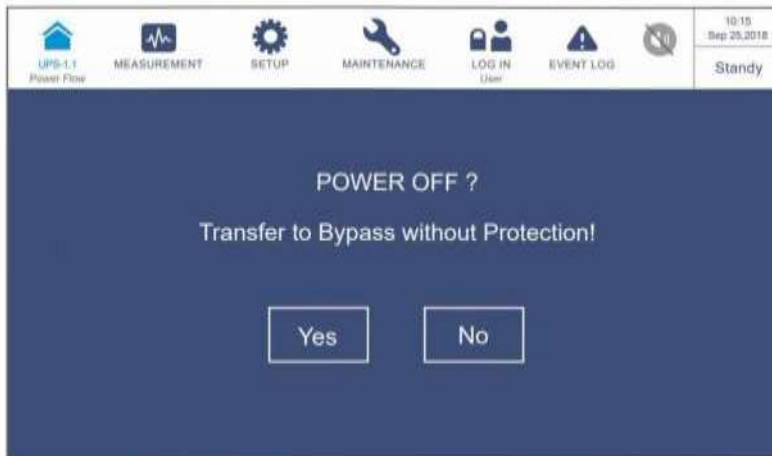 UPS-1.1
Power Flow
MEASUREMENT
SETUP
MAINTENANCE
LOG IN
User
EVENT LOG
10:15
Sep 25,2018
Standy
POWER OFF ?
Transfer to Bypass without Protection!
Yes
No